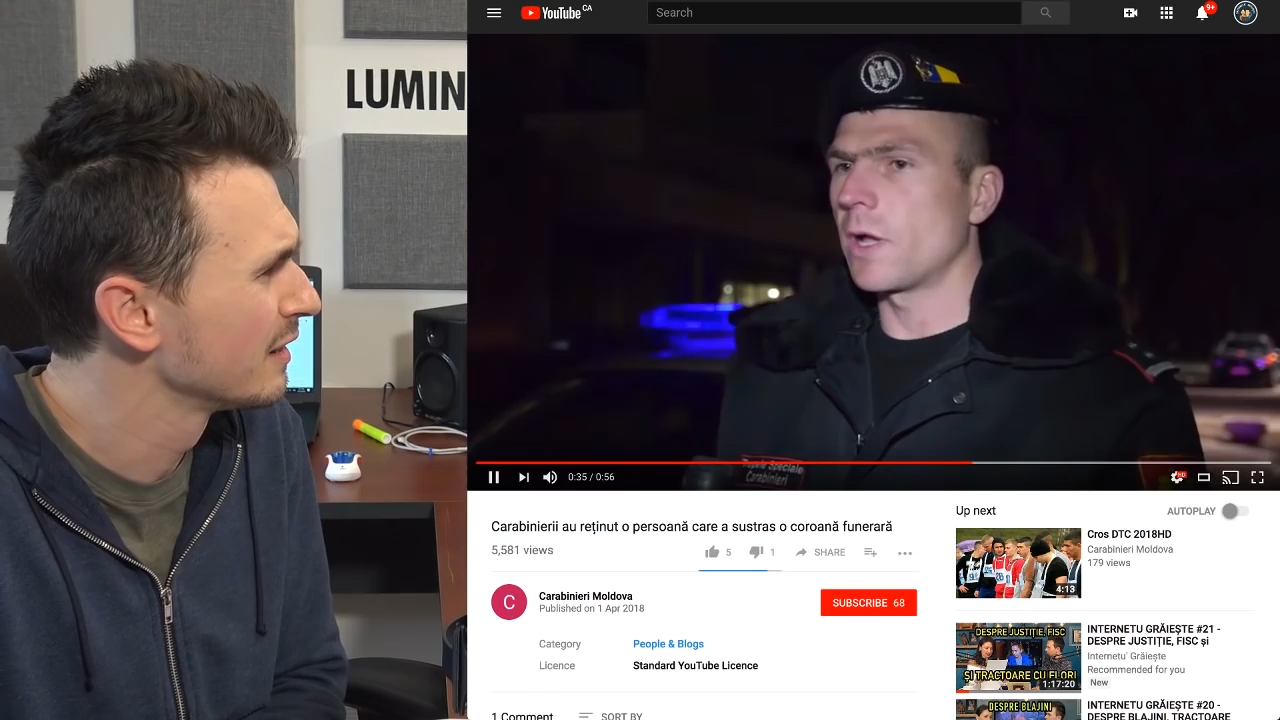 LUMIN
YouTube CA
Search
9+
Trupele Speciale
Carabinieri
0:35 / 0:56
HD
Carabinierii au reținut o persoană care a sustras o coroană funerară
5,581 views
5
1
SHARE
C
Carabinieri Moldova
Published on 1 Apr 2018
SUBSCRIBE 68
Category
People & Blogs
Licence
Standard YouTube Licence
1 Comment
SORT BY
Up next
AUTOPLAY
4:13
Cros DTC 2018HD
Carabinieri Moldova
179 views
DESPRE JUSTIȚIE, FISC
ȘI TRACTOARE CU FLORI
1:17:20
INTERNETU GRĂIEȘTE #21 -
DESPRE JUSTIȚIE, FISC și
Internetu` Grăiește
Recommended for you
New
DESPRE BLAJINI,
INTERNETU GRĂIEȘTE #20 -
DESPRE BLAJINI, TRACTOARE